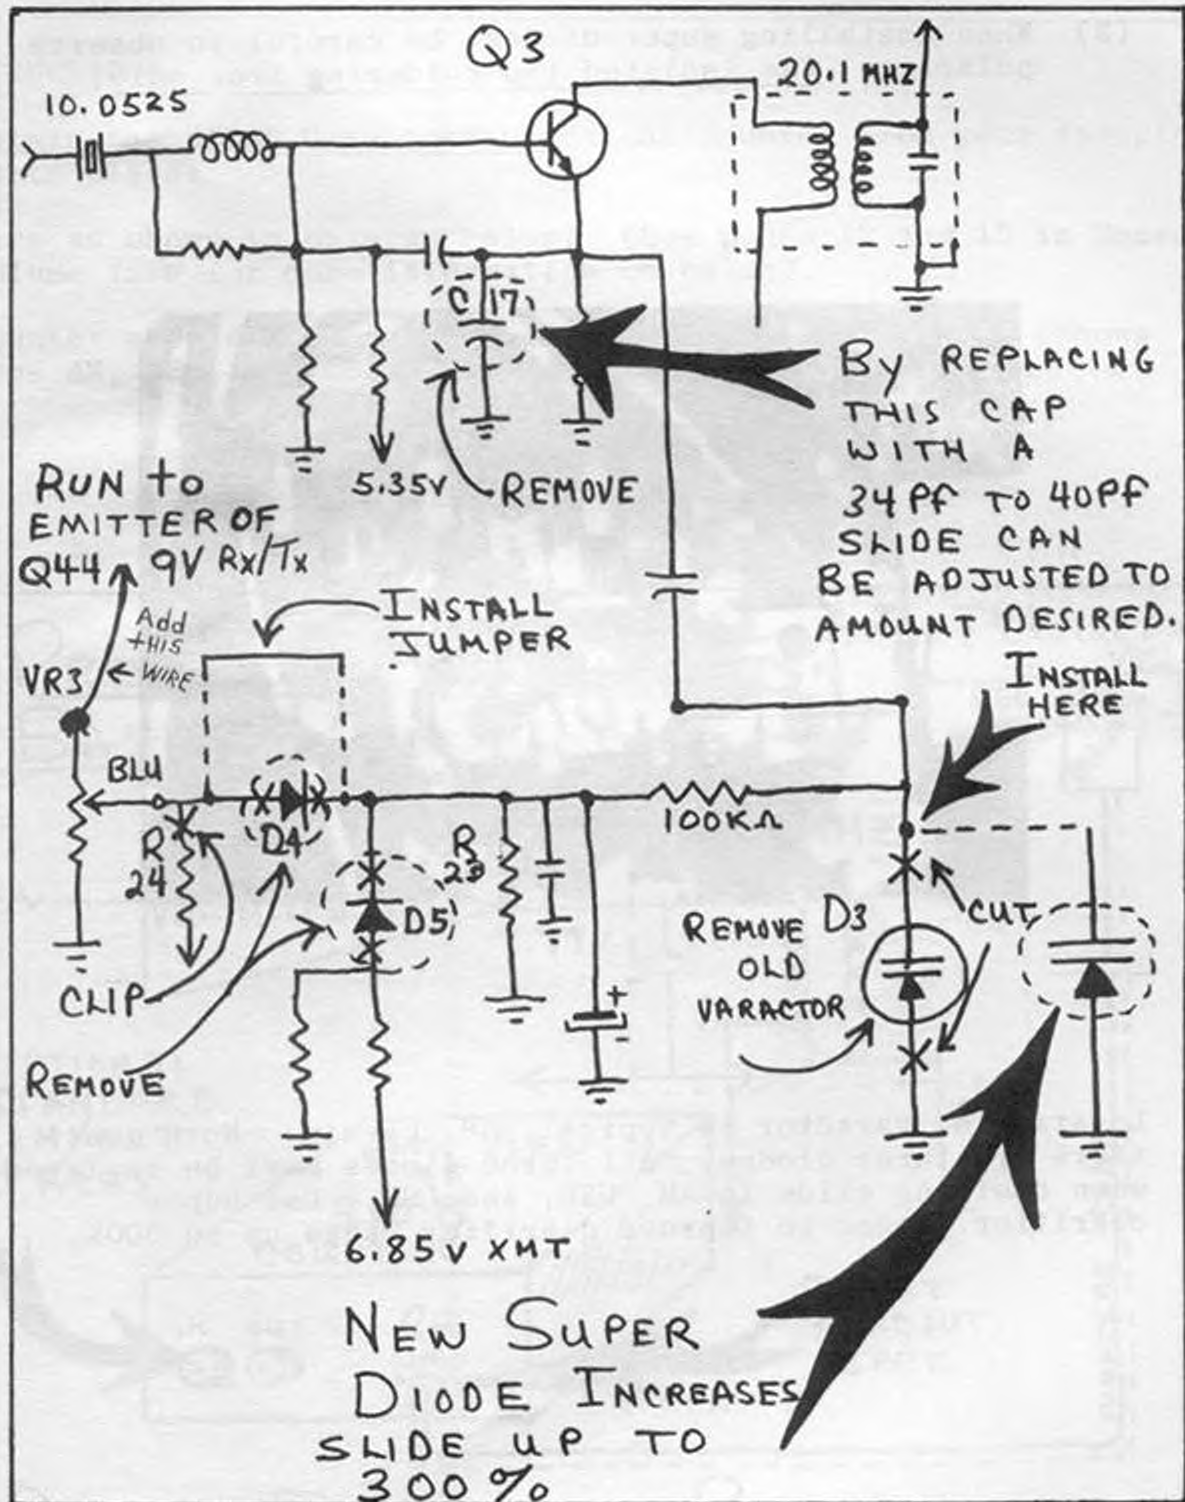 Q3
10.0525
20.1 MHZ
C 17
BY REPLACING
THIS CAP
WITH A
34 PF TO 40PF
SLIDE CAN
BE ADJUSTED TO
AMOUNT DESIRED.
5.35V
REMOVE
RUN to
EMITTER OF
Q44 9V Rx/Tx
Add
tHIS
WIRE
INSTALL
JUMPER
VR3
INSTALL
HERE
BLU
D4
R
24
R
23
100KΩ
D5
D3
CUT
REMOVE
OLD
VARACTOR
CLIP
+
-
REMOVE
6.85V XMT
NEW SUPER
DIODE INCREASES
SLIDE UP TO
300%